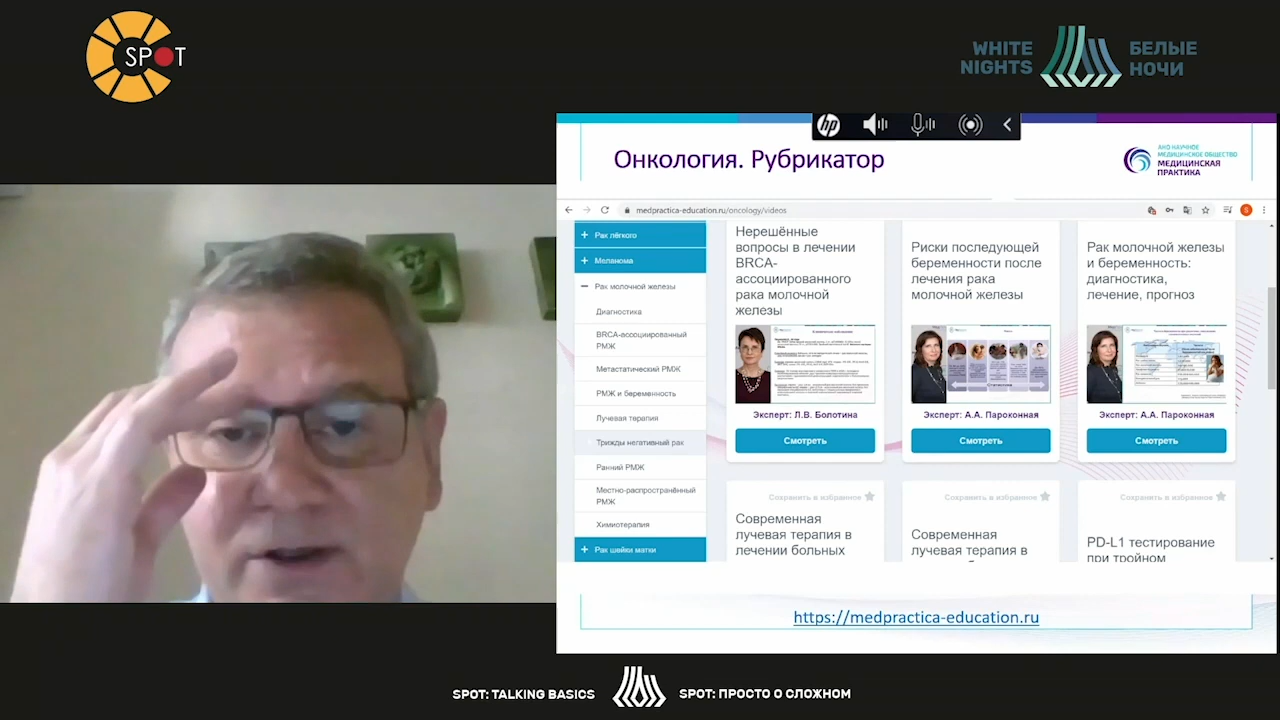 SPOT
WHITE
NIGHTS
БЕЛЫЕ
НОЧИ
hp
Онкология. Рубрикатор
АНО НАУЧНОЕ
МЕДИЦИНСКОЕ ОБЩЕСТВО
МЕДИЦИНСКАЯ
ПРАКТИКА
medpractica-education.ru/oncology/videos
S
+ Рак лёгкого
+ Меланома
− Рак молочной железы
Диагностика
BRCA-ассоциированный
РМЖ
Метастатический РМЖ
РМЖ и беременность
Лучевая терапия
Трижды негативный рак
Ранний РМЖ
Местно-распространённый
РМЖ
Химиотерапия
+ Рак шейки матки
Нерешённые
вопросы в лечении
BRCA-
ассоциированного
рака молочной
железы
Эксперт: Л.В. Болотина
Смотреть
Риски последующей
беременности после
лечения рака
молочной железы
Эксперт: А.А. Пароконная
Смотреть
Рак молочной железы
и беременность:
диагностика,
лечение, прогноз
Эксперт: А.А. Пароконная
Смотреть
Сохранить в избранное
Современная
лучевая терапия в
лечении больных
Сохранить в избранное
Современная
лучевая терапия в
Сохранить в избранное
PD-L1 тестирование
при тройном
https://medpractica-education.ru
SPOT: TALKING BASICS
SPOT: ПРОСТО О СЛОЖНОМ